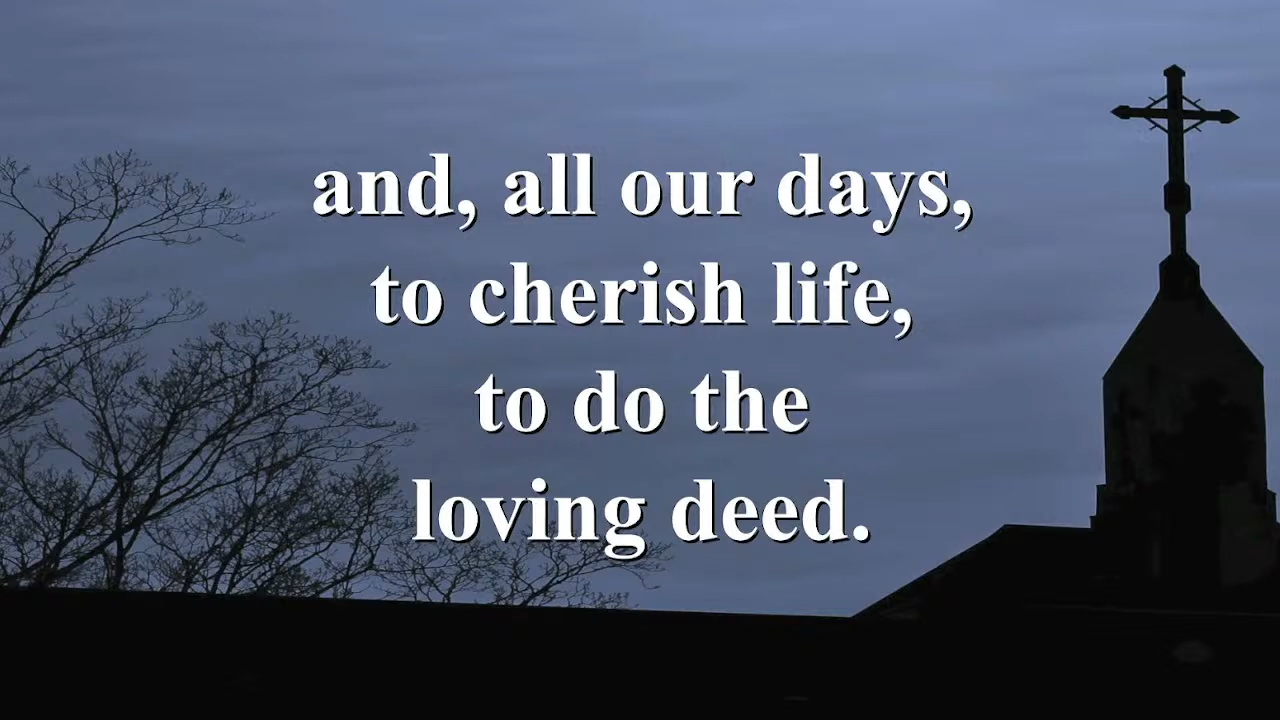 and, all our days,
to cherish life,
to do the
loving deed.